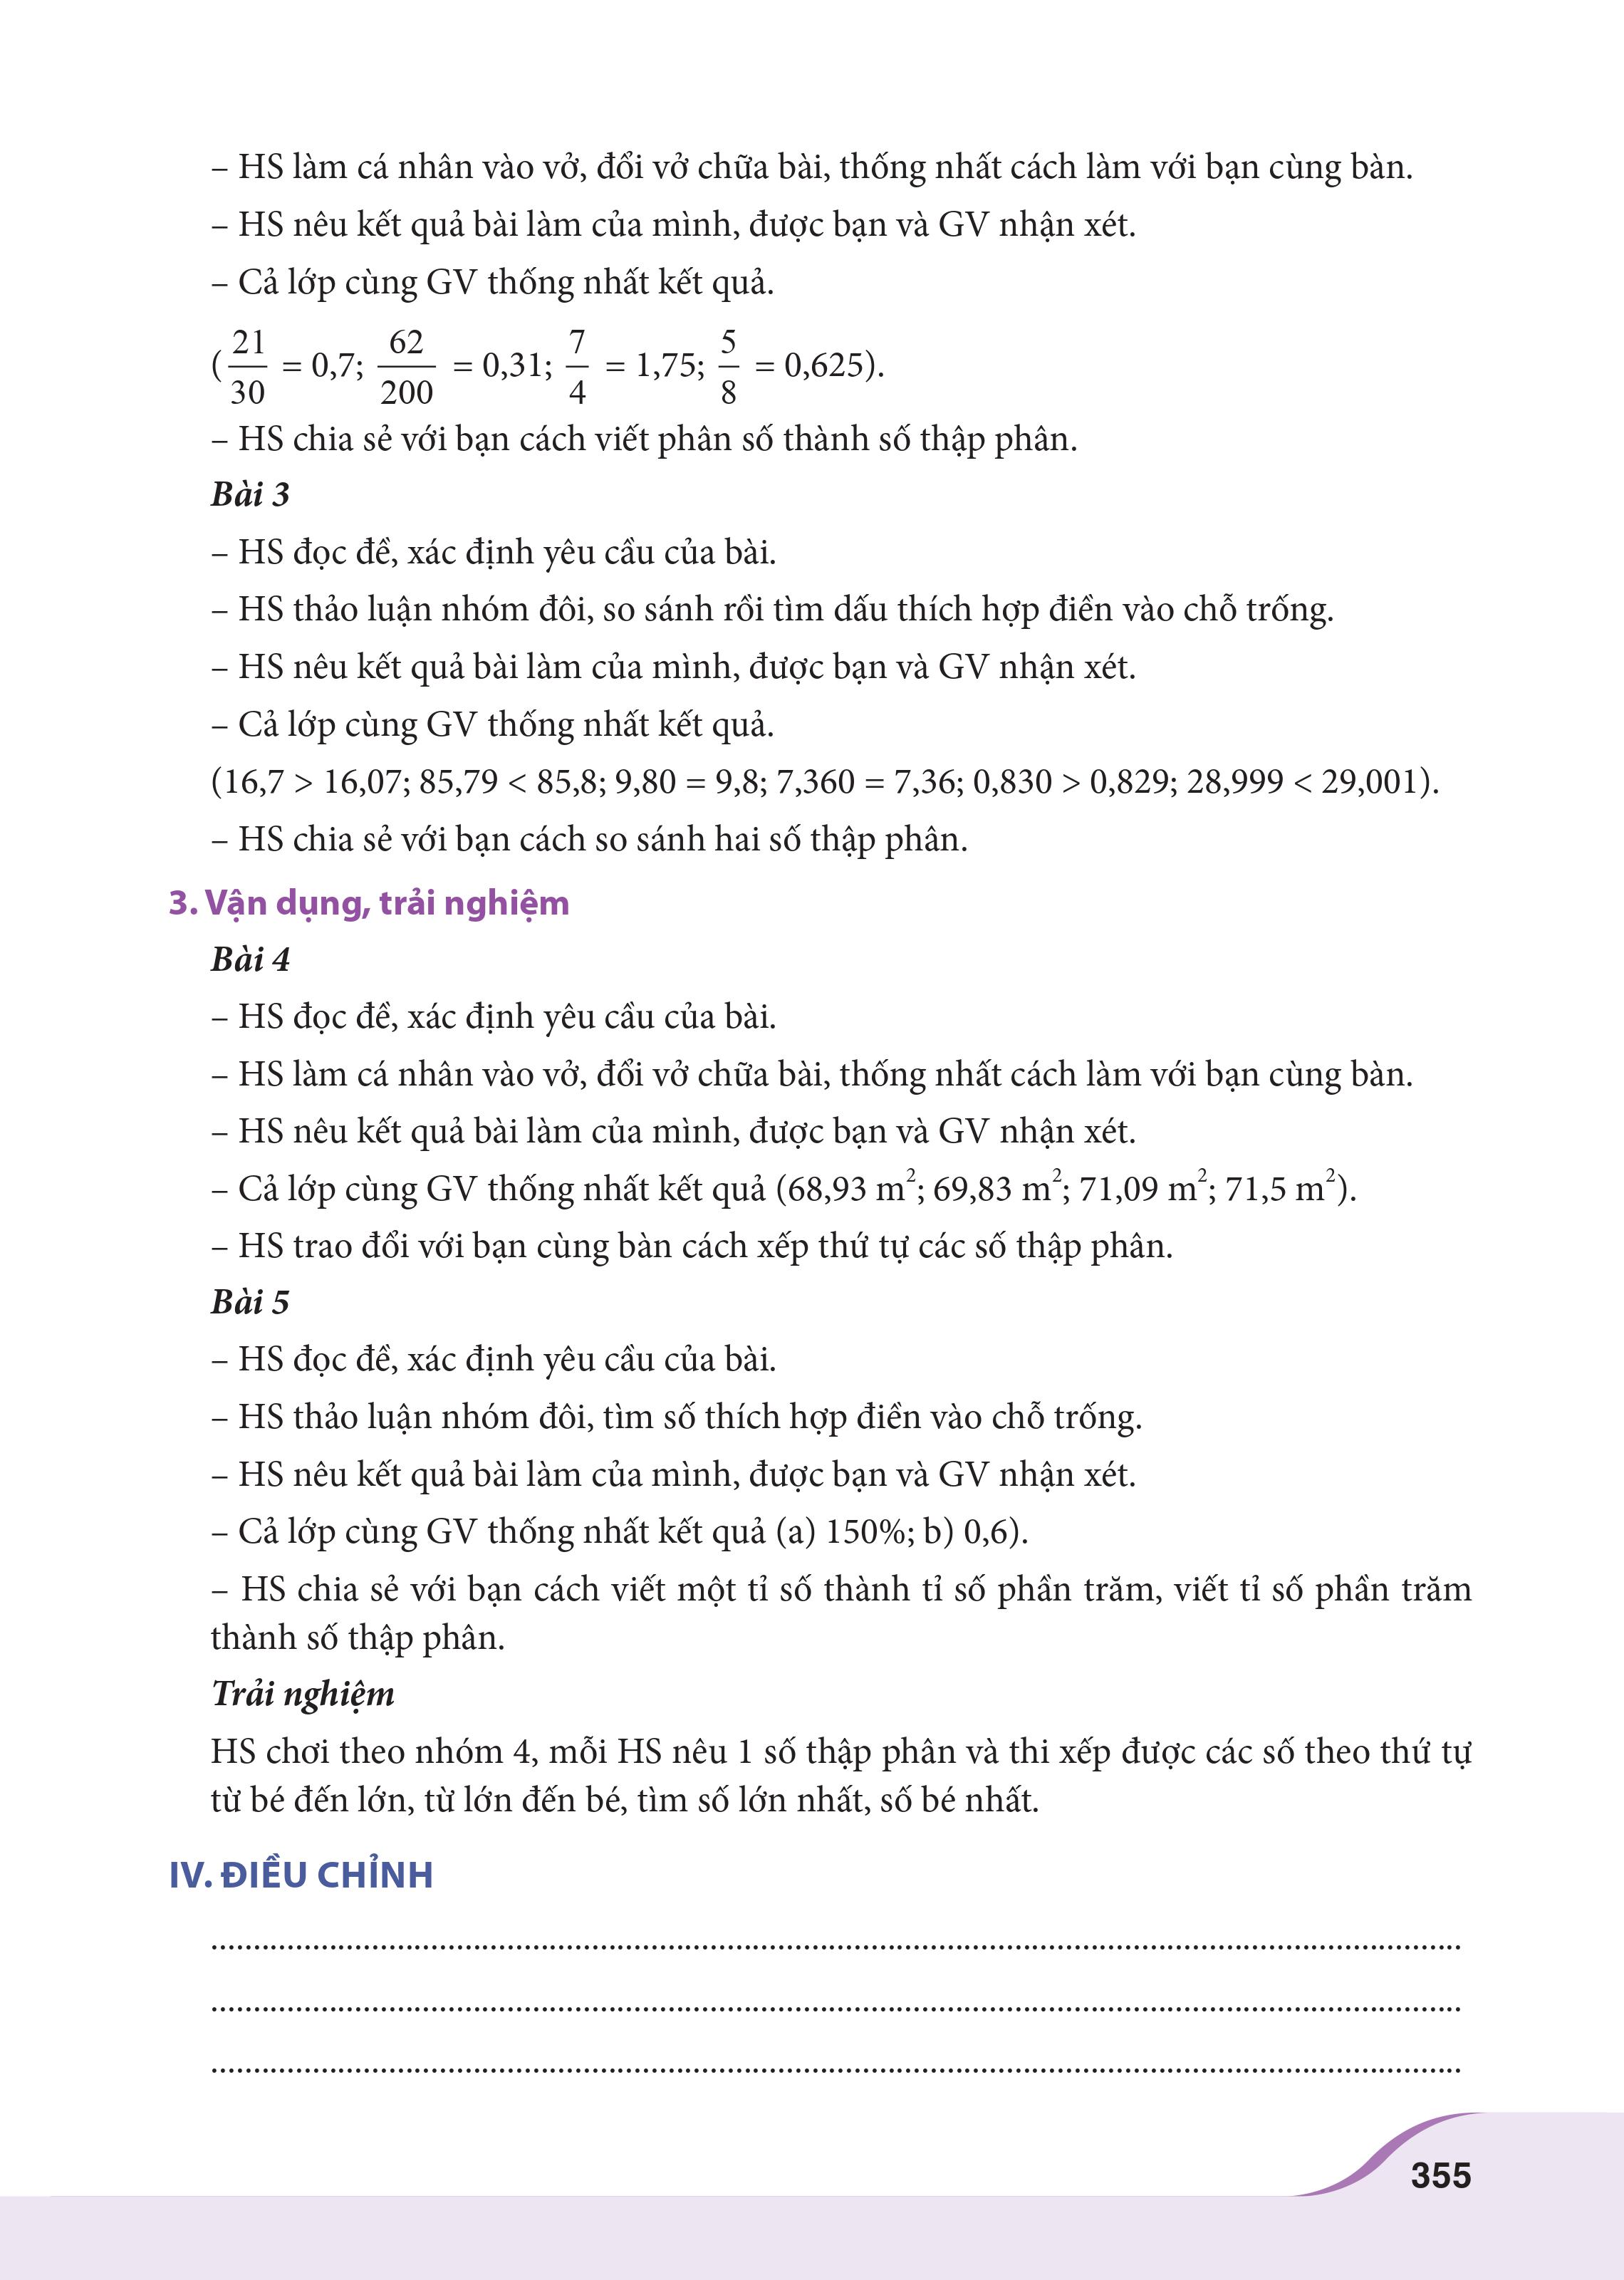 – HS làm cá nhân vào vở, đổi vở chữa bài, thống nhất cách làm với bạn cùng bàn.
– HS nêu kết quả bài làm của mình, được bạn và GV nhận xét.
– Cả lớp cùng GV thống nhất kết quả.
(21/30 = 0,7; 62/200 = 0,31; 7/4 = 1,75; 5/8 = 0,625).
– HS chia sẻ với bạn cách viết phân số thành số thập phân.
Bài 3
– HS đọc đề, xác định yêu cầu của bài.
– HS thảo luận nhóm đôi, so sánh rồi tìm dấu thích hợp điền vào chỗ trống.
– HS nêu kết quả bài làm của mình, được bạn và GV nhận xét.
– Cả lớp cùng GV thống nhất kết quả.
(16,7 > 16,07; 85,79 < 85,8; 9,80 = 9,8; 7,360 = 7,36; 0,830 > 0,829; 28,999 < 29,001).
– HS chia sẻ với bạn cách so sánh hai số thập phân.
3. Vận dụng, trải nghiệm
Bài 4
– HS đọc đề, xác định yêu cầu của bài.
– HS làm cá nhân vào vở, đổi vở chữa bài, thống nhất cách làm với bạn cùng bàn.
– HS nêu kết quả bài làm của mình, được bạn và GV nhận xét.
– Cả lớp cùng GV thống nhất kết quả (68,93 m²; 69,83 m²; 71,09 m²; 71,5 m²).
– HS trao đổi với bạn cùng bàn cách xếp thứ tự các số thập phân.
Bài 5
– HS đọc đề, xác định yêu cầu của bài.
– HS thảo luận nhóm đôi, tìm số thích hợp điền vào chỗ trống.
– HS nêu kết quả bài làm của mình, được bạn và GV nhận xét.
– Cả lớp cùng GV thống nhất kết quả (a) 150%; b) 0,6).
– HS chia sẻ với bạn cách viết một tỉ số thành tỉ số phần trăm, viết tỉ số phần trăm
thành số thập phân.
Trải nghiệm
HS chơi theo nhóm 4, mỗi HS nêu 1 số thập phân và thi xếp được các số theo thứ tự
từ bé đến lớn, từ lớn đến bé, tìm số lớn nhất, số bé nhất.
IV. ĐIỀU CHỈNH
355